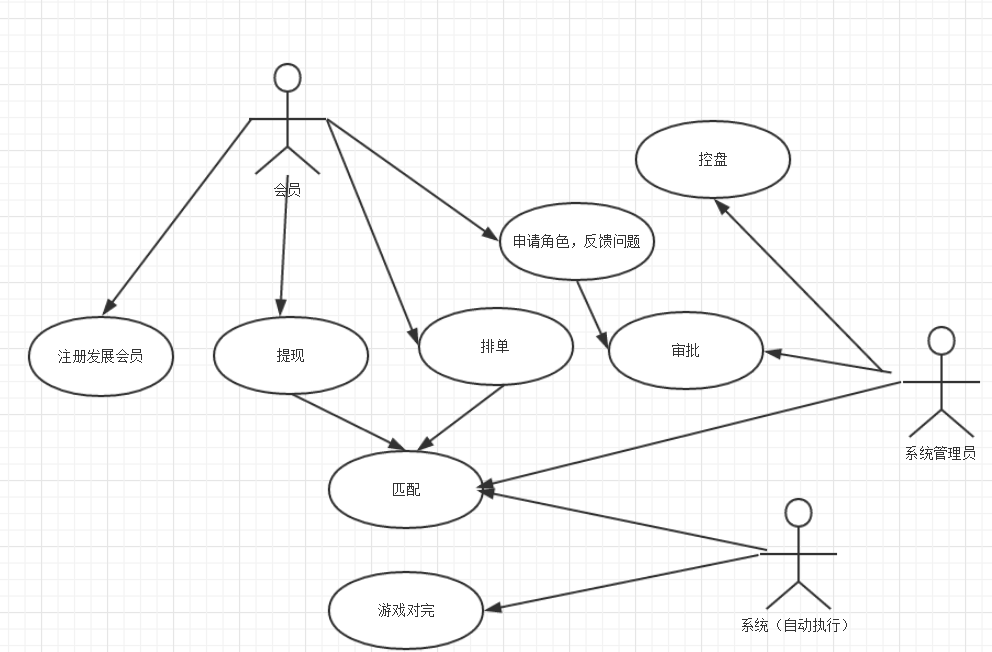 会员
控盘
申请角色，反馈问题
注册发展会员
提现
排单
审批
系统管理员
匹配
游戏对完
系统（自动执行）